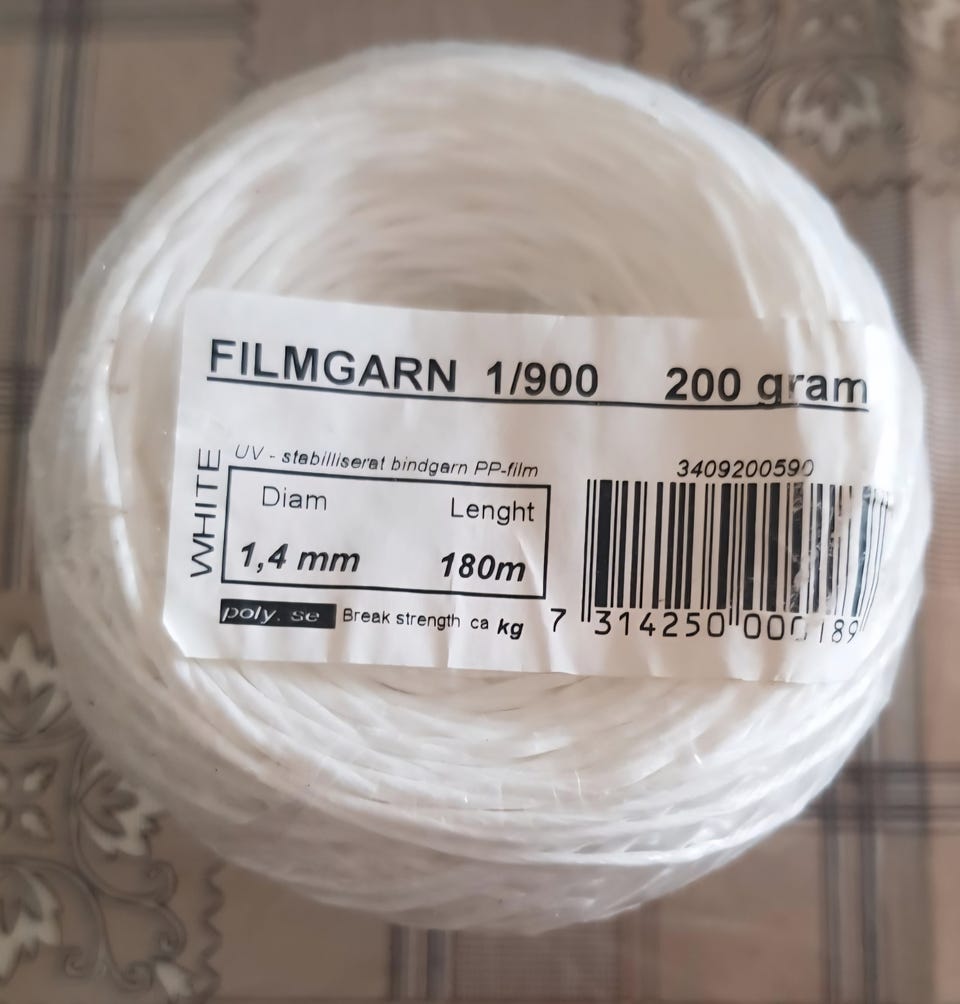 FILMGARN 1/900 200 gram
WHITE
UV - stabilliserat bindgarn PP-film
Diam Lenght
1,4 mm 180m
poly.se Break strength ca kg
3409200590
7 314250 000189